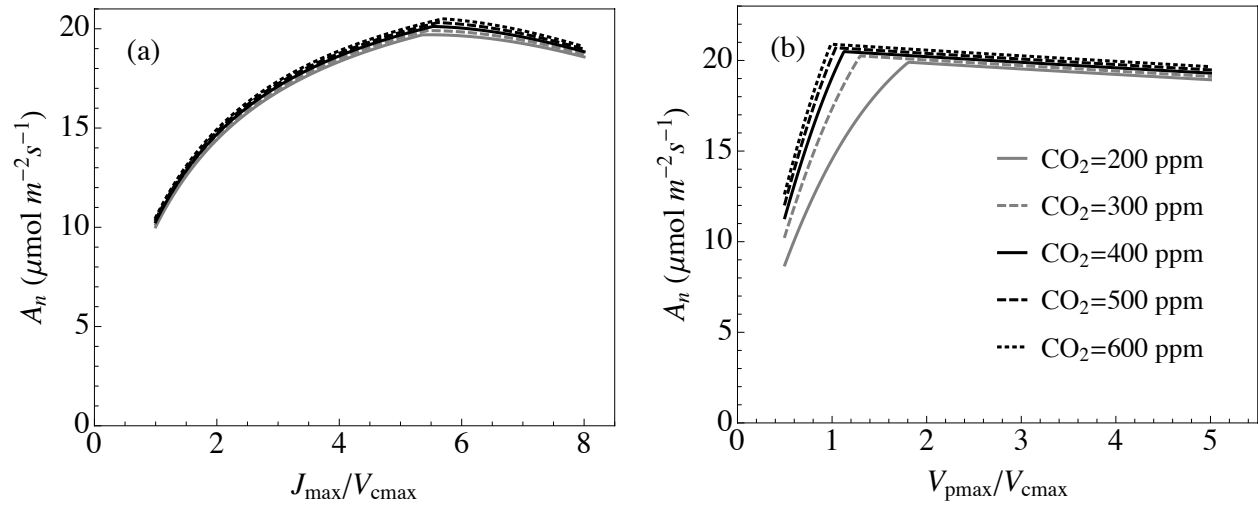 (a)
20
15
10
5
0
0 2 4 6 8
A_n (μmol m⁻² s⁻¹)
J_max/V_cmax
(b)
20
15
10
5
0
0 1 2 3 4 5
A_n (μmol m⁻² s⁻¹)
V_pmax/V_cmax
CO₂=200 ppm
CO₂=300 ppm
CO₂=400 ppm
CO₂=500 ppm
CO₂=600 ppm